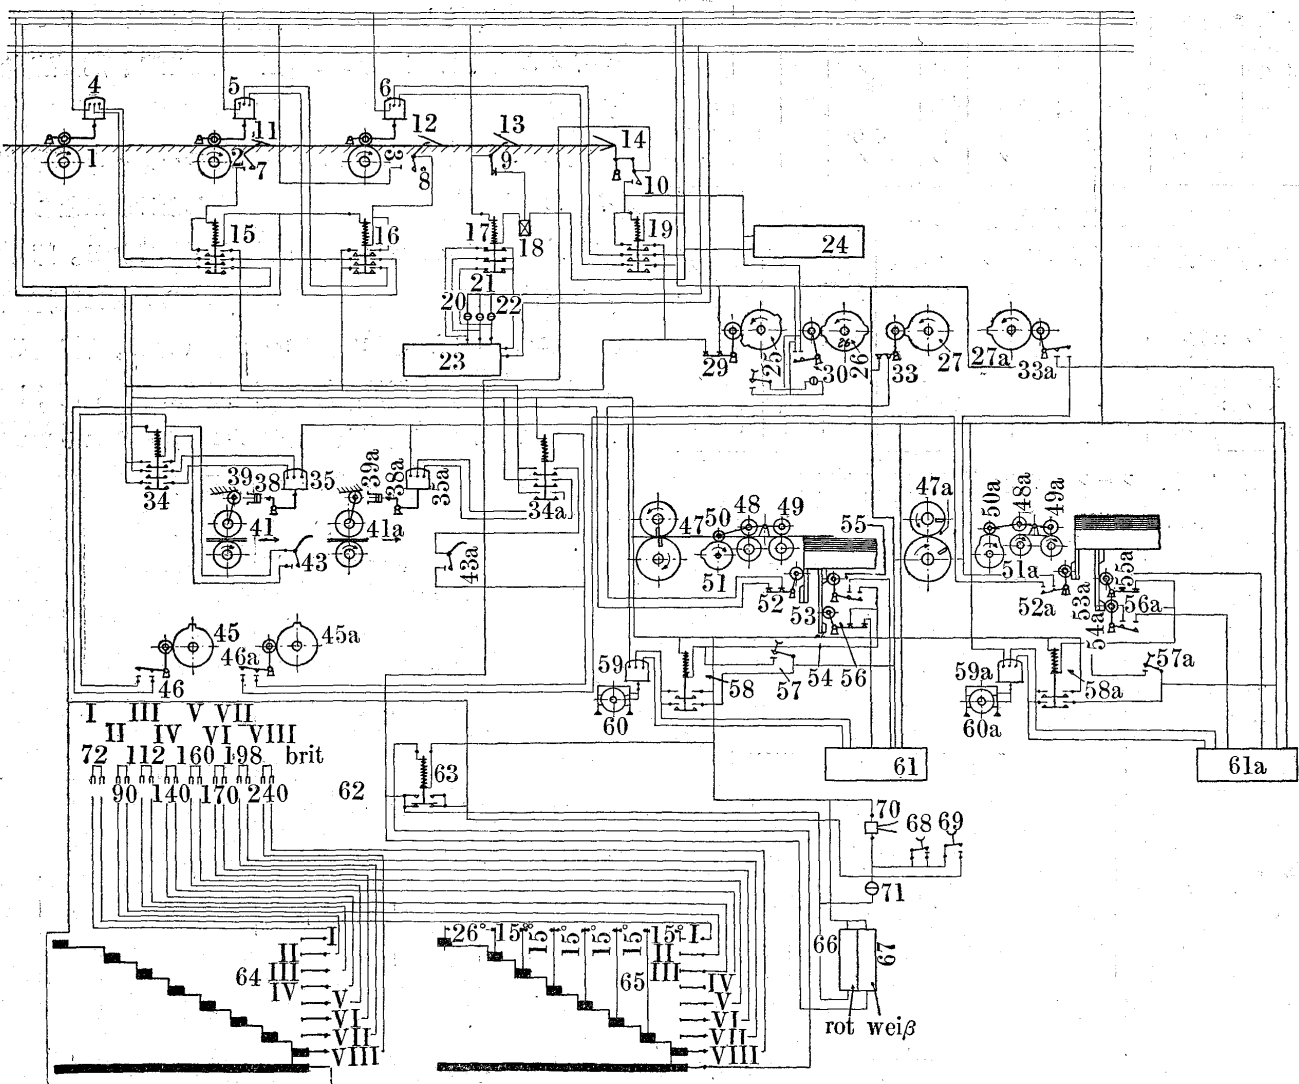 4 5 6
1 2 11 3 12 13 14
7 8 9 10
15 16 17 18 19 24
21
20 22
23
25 26 26 27 27a
29 30 33 33a
39 38 35 39a 38a 35a
34 34a
41 41a
43 43a
47 50 48 49 55 47a 50a 48a 49a
51 52 53 51a 52a 53a 55a
54 56 54a 56a
45 45a
46 46a
59 60 58 57 59a 60a 58a 57a
61 61a
I III V VII
II IV VI VIII
72 112 160 198 brit
90 140 170 240
62 63
70 68 69
71
26° 15° 15° 15° 15° 15° 15°
I I
II II
64 III 65 III
IV IV
V V
VI VI
VII VII
VIII VIII
66 67
rot weiß